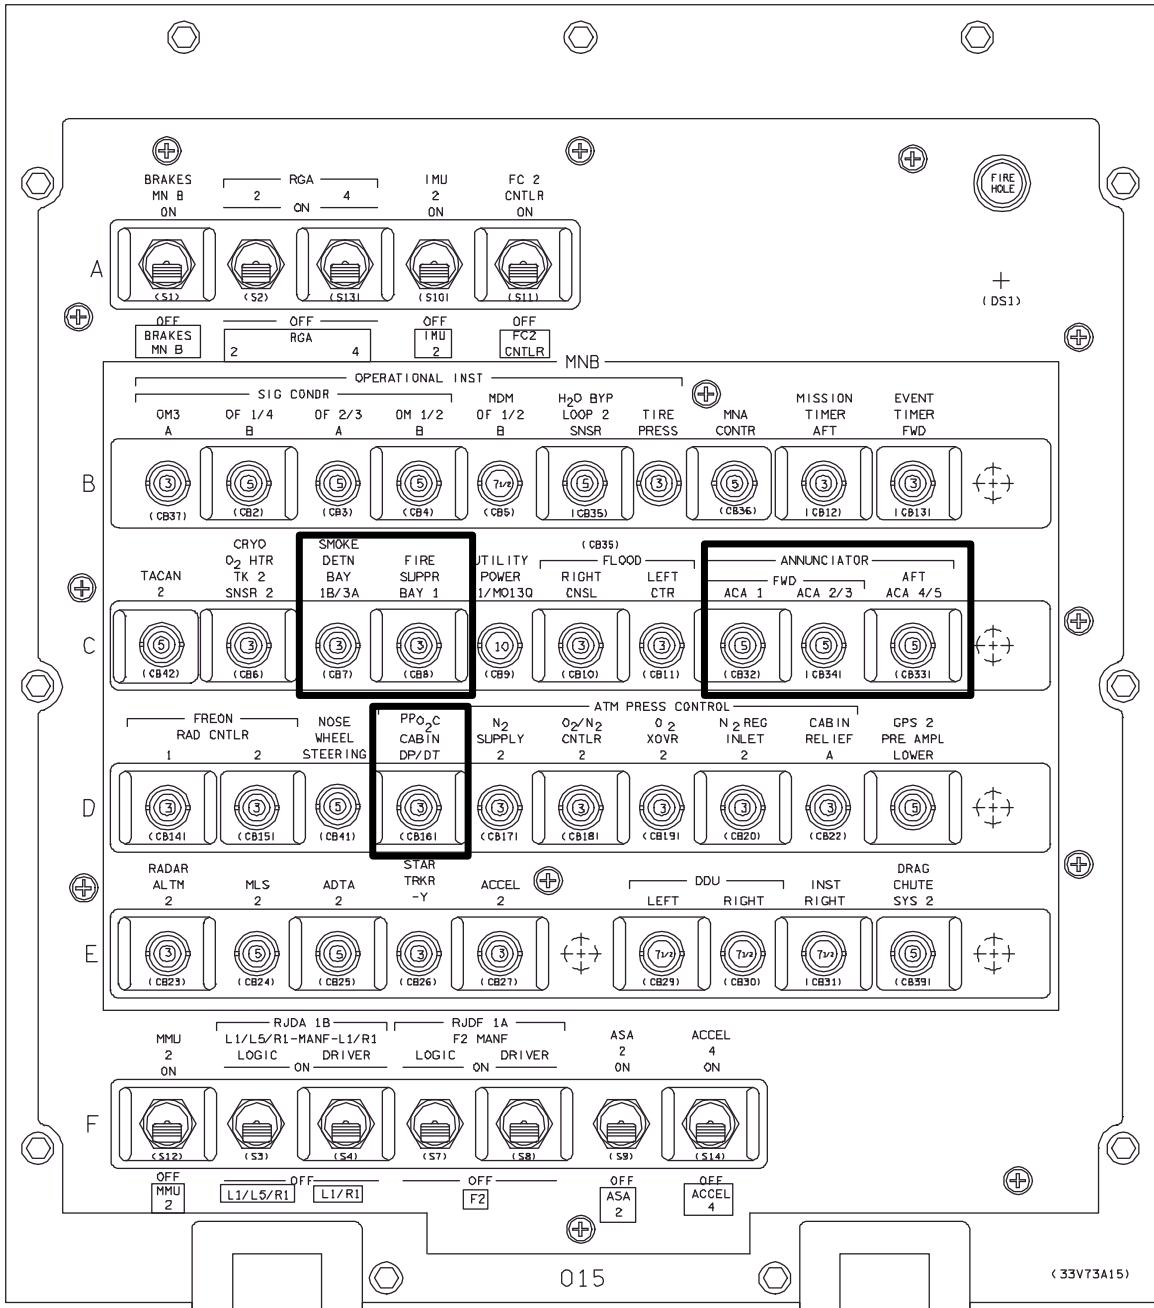 FIRE
HOLE
BRAKES
MN B
ON
RGA
2 4
ON
IMU
2
ON
FC 2
CNTLR
ON
A
(S1) (S2) (S13) (S10) (S11)
OFF OFF OFF OFF
(DS1)
BRAKES
MN B
RGA
2 4
IMU
2
FC2
CNTLR
MNB
OPERATIONAL INST
SIG CONDR
OM3
A
OF 1/4
B
OF 2/3
A
OM 1/2
B
MDM
OF 1/2
B
H2O BYP
LOOP 2
SNSR
TIRE
PRESS
MNA
CONTR
MISSION
TIMER
AFT
EVENT
TIMER
FWD
B
3 5 5 5 7 1/2 5 3 5 3 3
(CB37) (CB2) (CB3) (CB4) (CB5) (CB35) (CB36) (CB12) (CB13)
(CB35)
TACAN
2
CRYO
O2 HTR
TK 2
SNSR 2
SMOKE
DETN
BAY
1B/3A
FIRE
SUPPR
BAY 1
UTILITY
POWER
1/MO13Q
FLOOD
RIGHT
CNSL
LEFT
CTR
ANNUNCIATOR
FWD
ACA 1 ACA 2/3
AFT
ACA 4/5
C
5 3 3 3 10 3 3 5 5 5
(CB42) (CB6) (CB7) (CB8) (CB9) (CB10) (CB11) (CB32) (CB34) (CB33)
FREON
RAD CNTLR
1 2
NOSE
WHEEL
STEERING
ATM PRESS CONTROL
PPO2C
CABIN
DP/DT
N2
SUPPLY
2
O2/N2
CNTLR
2
O2
XOVR
2
N2 REG
INLET
2
CABIN
RELIEF
A
GPS 2
PRE AMPL
LOWER
D
3 3 5 3 3 3 3 3 3 5
(CB14) (CB15) (CB41) (CB16) (CB17) (CB18) (CB19) (CB20) (CB22)
RADAR
ALTM
2
MLS
2
ADTA
2
STAR
TRKR
-Y
ACCEL
2
DDU
LEFT RIGHT
INST
RIGHT
DRAG
CHUTE
SYS 2
E
3 5 5 3 3 7 1/2 7 1/2 7 1/2 5
(CB23) (CB24) (CB25) (CB26) (CB27) (CB29) (CB30) (CB31) (CB39)
MMU
2
ON
RJDA 1B
L1/L5/R1-MANF-L1/R1
LOGIC DRIVER
ON
RJDF 1A
F2 MANF
LOGIC DRIVER
ON
ASA
2
ON
ACCEL
4
ON
F
(S12) (S3) (S4) (S7) (S8) (S9) (S14)
OFF OFF OFF OFF OFF
MMU
2
L1/L5/R1
L1/R1
F2
ASA
2
ACCEL
4
O15
(33V73A15)